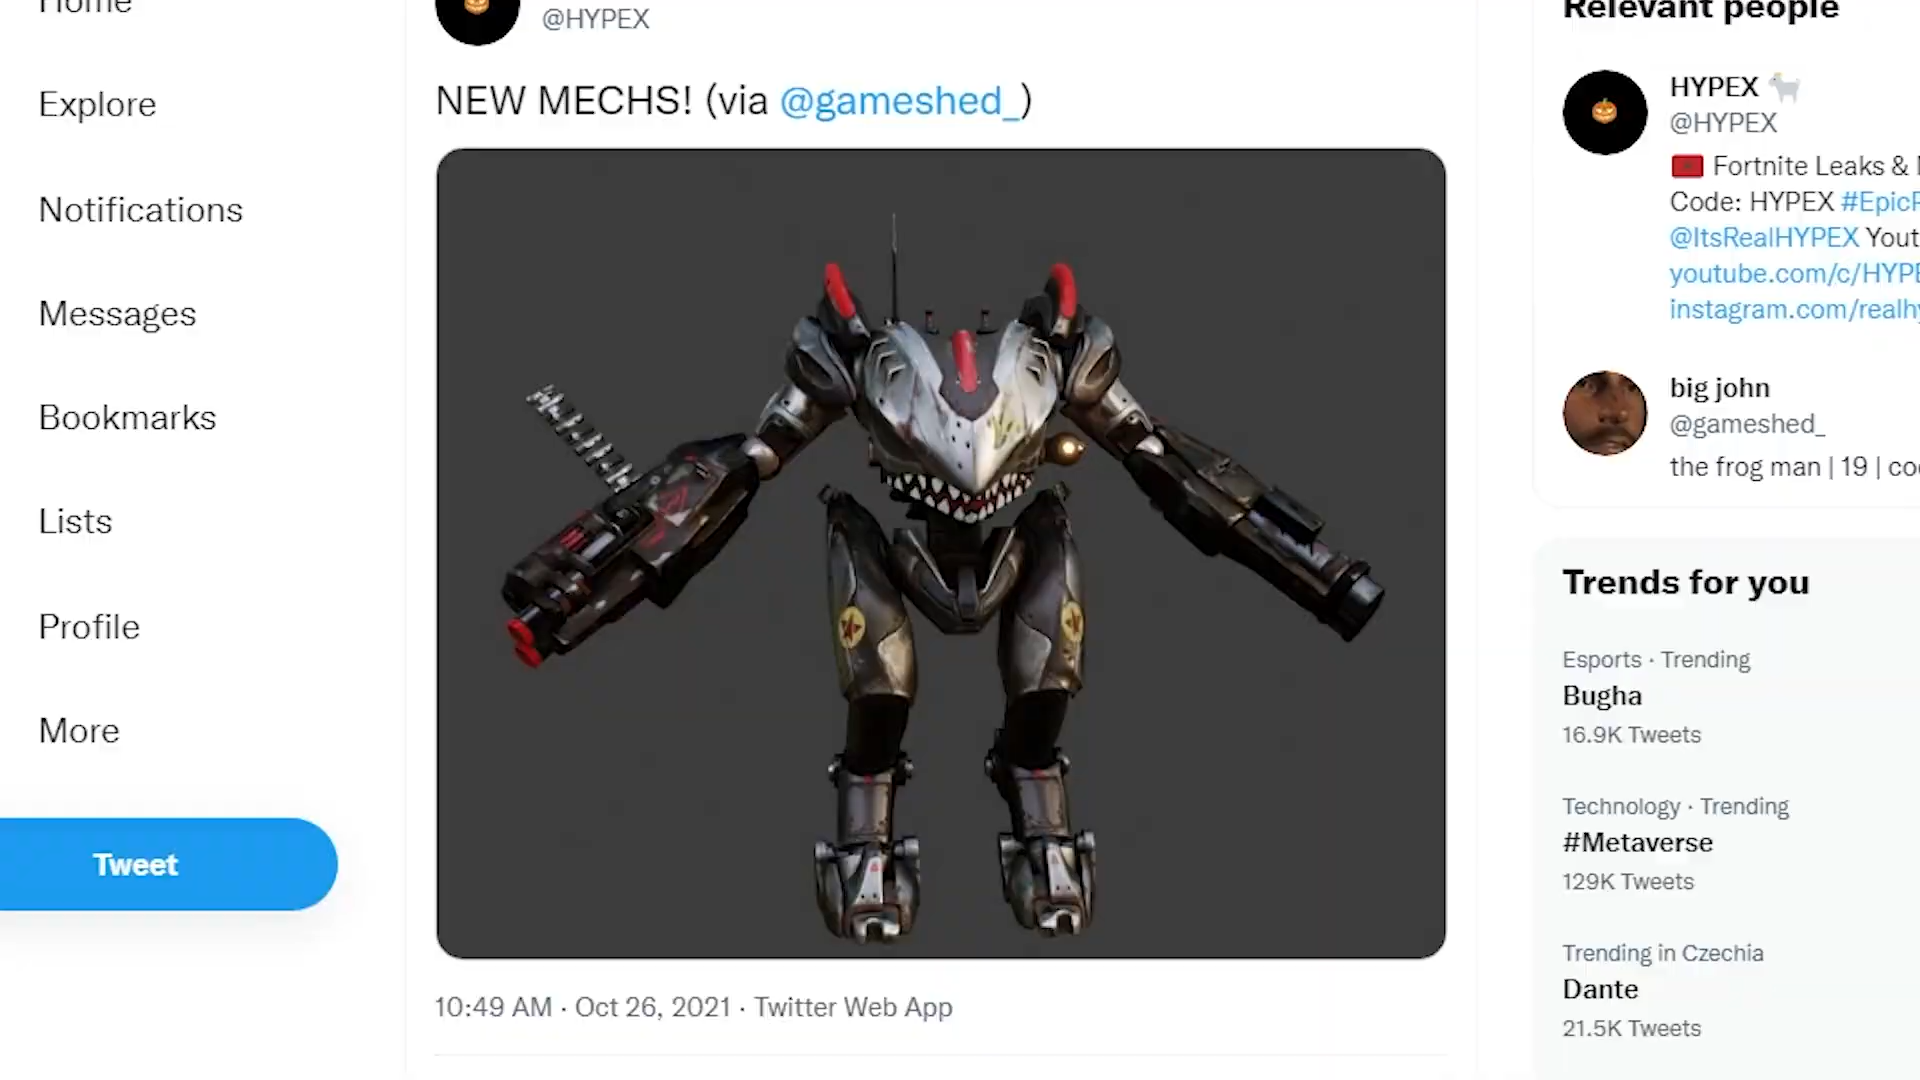 Home
Explore
Notifications
Messages
Bookmarks
Lists
Profile
More
Tweet
@HYPEX
NEW MECHS! (via @gameshed_)
10:49 AM · Oct 26, 2021 · Twitter Web App
Relevant people
HYPEX
@HYPEX
Fortnite Leaks &
Code: HYPEX
@ItsRealHYPEX
big john
@gameshed_
the frog man | 19 |
Trends for you
Esports · Trending
Bugha
16.9K Tweets
Technology · Trending
#Metaverse
129K Tweets
Trending in Czechia
Dante
21.5K Tweets